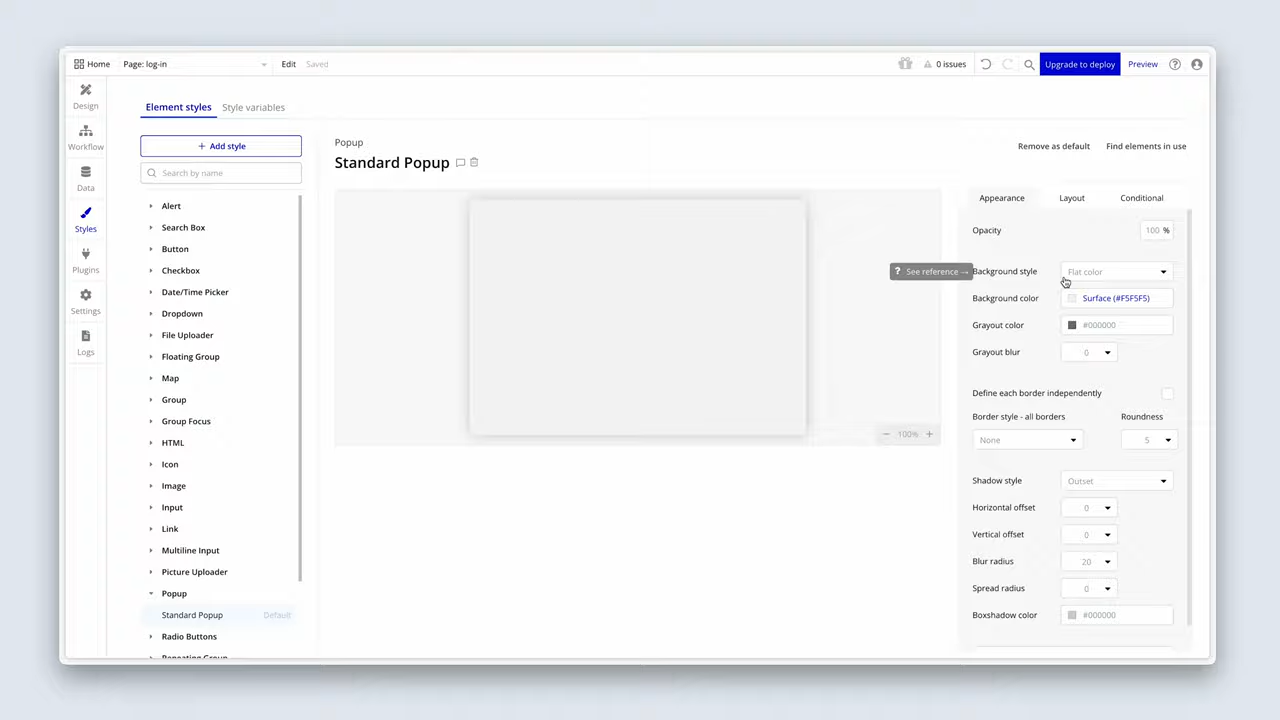 Home
Page: log-in
Edit
Saved
0 issues
Upgrade to deploy
Preview
Design
Workflow
Data
Styles
Plugins
Settings
Logs
Element styles
Style variables
+ Add style
Search by name
Alert
Search Box
Button
Checkbox
Date/Time Picker
Dropdown
File Uploader
Floating Group
Map
Group
Group Focus
HTML
Icon
Image
Input
Link
Multiline Input
Picture Uploader
Popup
Standard Popup Default
Radio Buttons
Repeating Group
Popup
Standard Popup
Remove as default
Find elements in use
− 100% +
Appearance
Layout
Conditional
Opacity 100 %
? See reference →
Background style Flat color
Background color Surface (#F5F5F5)
Grayout color #000000
Grayout blur 0
Define each border independently
Border style - all borders Roundness
None 5
Shadow style Outset
Horizontal offset 0
Vertical offset 0
Blur radius 20
Spread radius 0
Boxshadow color #000000